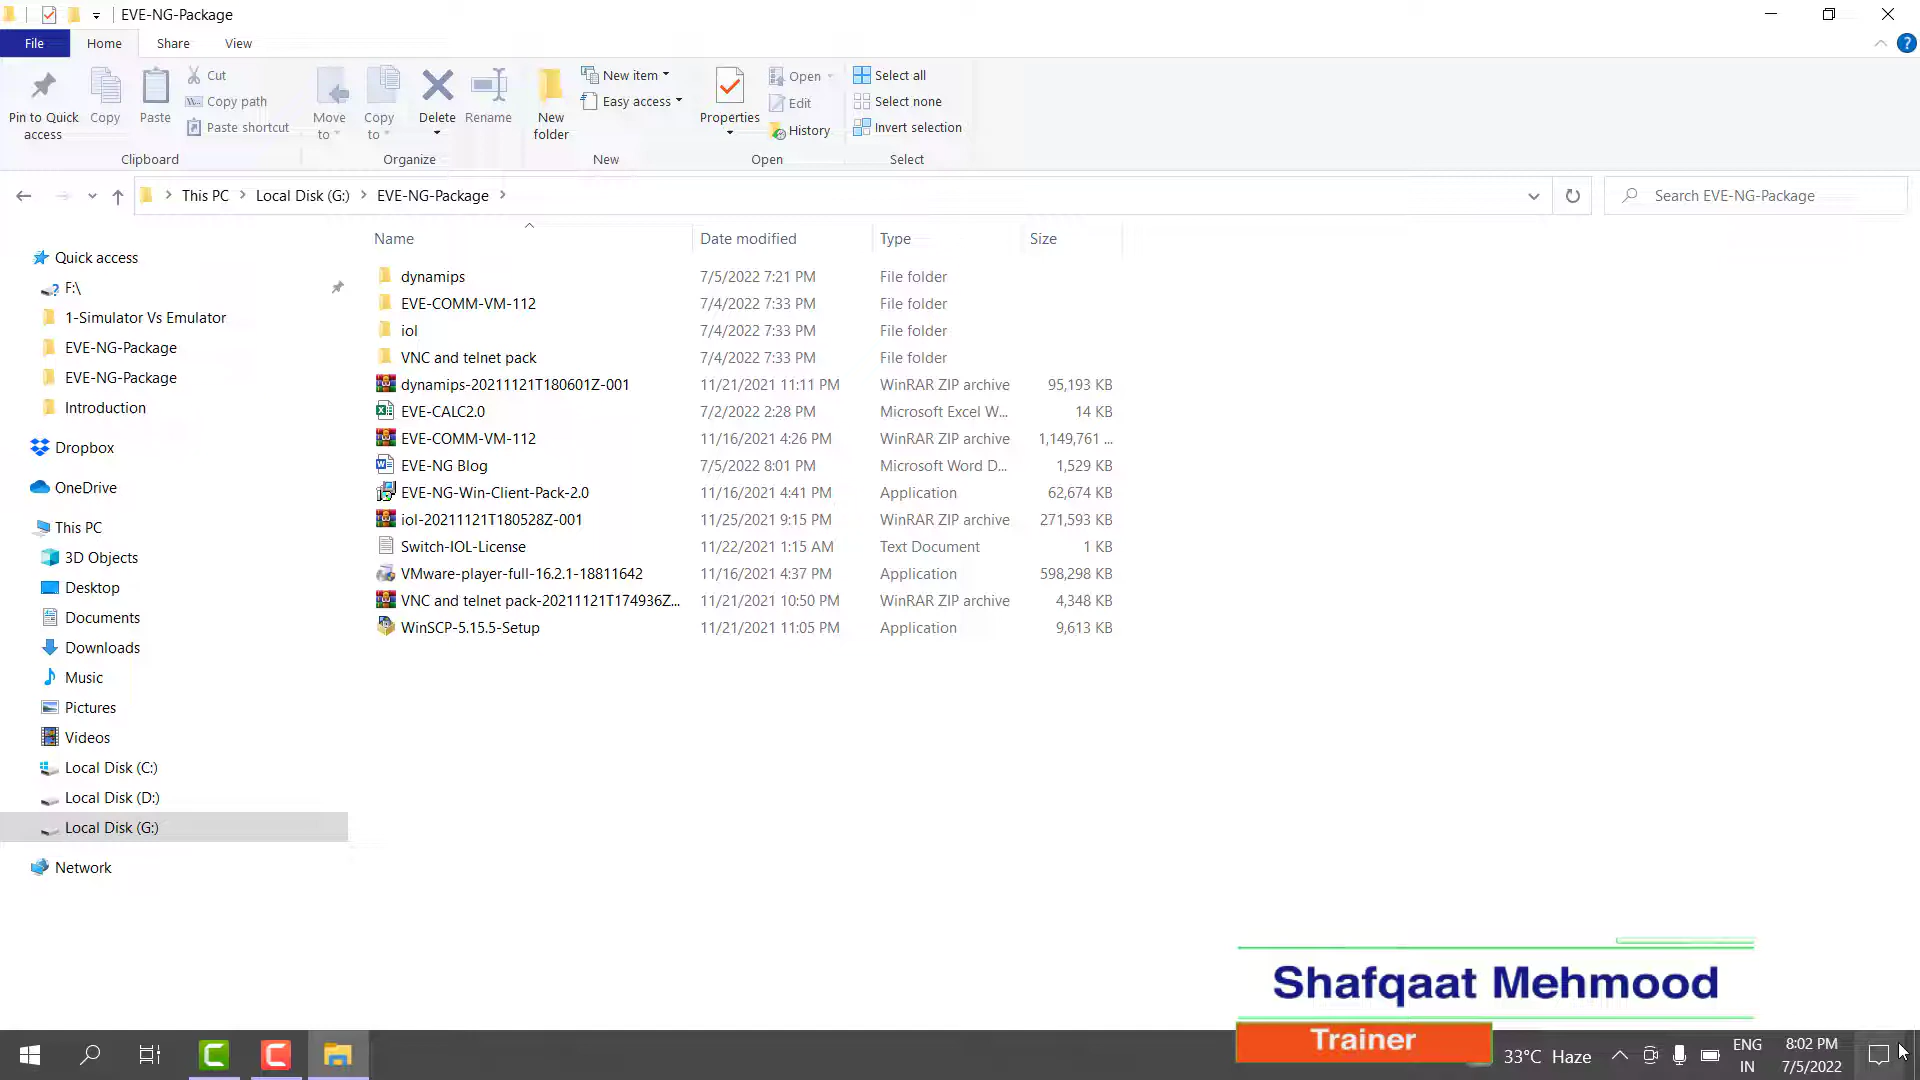 EVE-NG-Package
File Home Share View
Pin to Quick access
Copy
Paste
Cut
Copy path
Paste shortcut
Clipboard
Move to
Copy to
Delete
Rename
Organize
New folder
New item
Easy access
New
Properties
Open
Edit
History
Open
Select all
Select none
Invert selection
Select
This PC Local Disk (G:) EVE-NG-Package
Search EVE-NG-Package
Quick access
F:\
1-Simulator Vs Emulator
EVE-NG-Package
EVE-NG-Package
Introduction
Dropbox
OneDrive
This PC
3D Objects
Desktop
Documents
Downloads
Music
Pictures
Videos
Local Disk (C:)
Local Disk (D:)
Local Disk (G:)
Network
Name Date modified Type Size
dynamips 7/5/2022 7:21 PM File folder
EVE-COMM-VM-112 7/4/2022 7:33 PM File folder
iol 7/4/2022 7:33 PM File folder
VNC and telnet pack 7/4/2022 7:33 PM File folder
dynamips-20211121T180601Z-001 11/21/2021 11:11 PM WinRAR ZIP archive 95,193 KB
EVE-CALC2.0 7/2/2022 2:28 PM Microsoft Excel W... 14 KB
EVE-COMM-VM-112 11/16/2021 4:26 PM WinRAR ZIP archive 1,149,761 ...
EVE-NG Blog 7/5/2022 8:01 PM Microsoft Word D... 1,529 KB
EVE-NG-Win-Client-Pack-2.0 11/16/2021 4:41 PM Application 62,674 KB
iol-20211121T180528Z-001 11/25/2021 9:15 PM WinRAR ZIP archive 271,593 KB
Switch-IOL-License 11/22/2021 1:15 AM Text Document 1 KB
VMware-player-full-16.2.1-18811642 11/16/2021 4:37 PM Application 598,298 KB
VNC and telnet pack-20211121T174936Z... 11/21/2021 10:50 PM WinRAR ZIP archive 4,348 KB
WinSCP-5.15.5-Setup 11/21/2021 11:05 PM Application 9,613 KB
Shafqaat Mehmood
Trainer
33°C Haze
ENG
IN
8:02 PM
7/5/2022